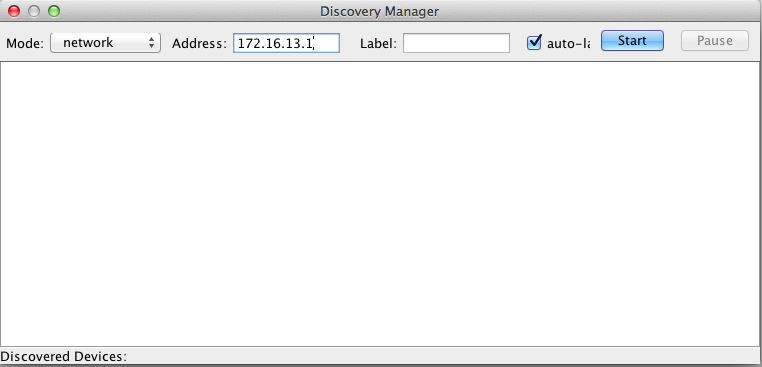 Discovery Manager
Mode: network Address: 172.16.13.1 Label: auto-la Start Pause
Discovered Devices: